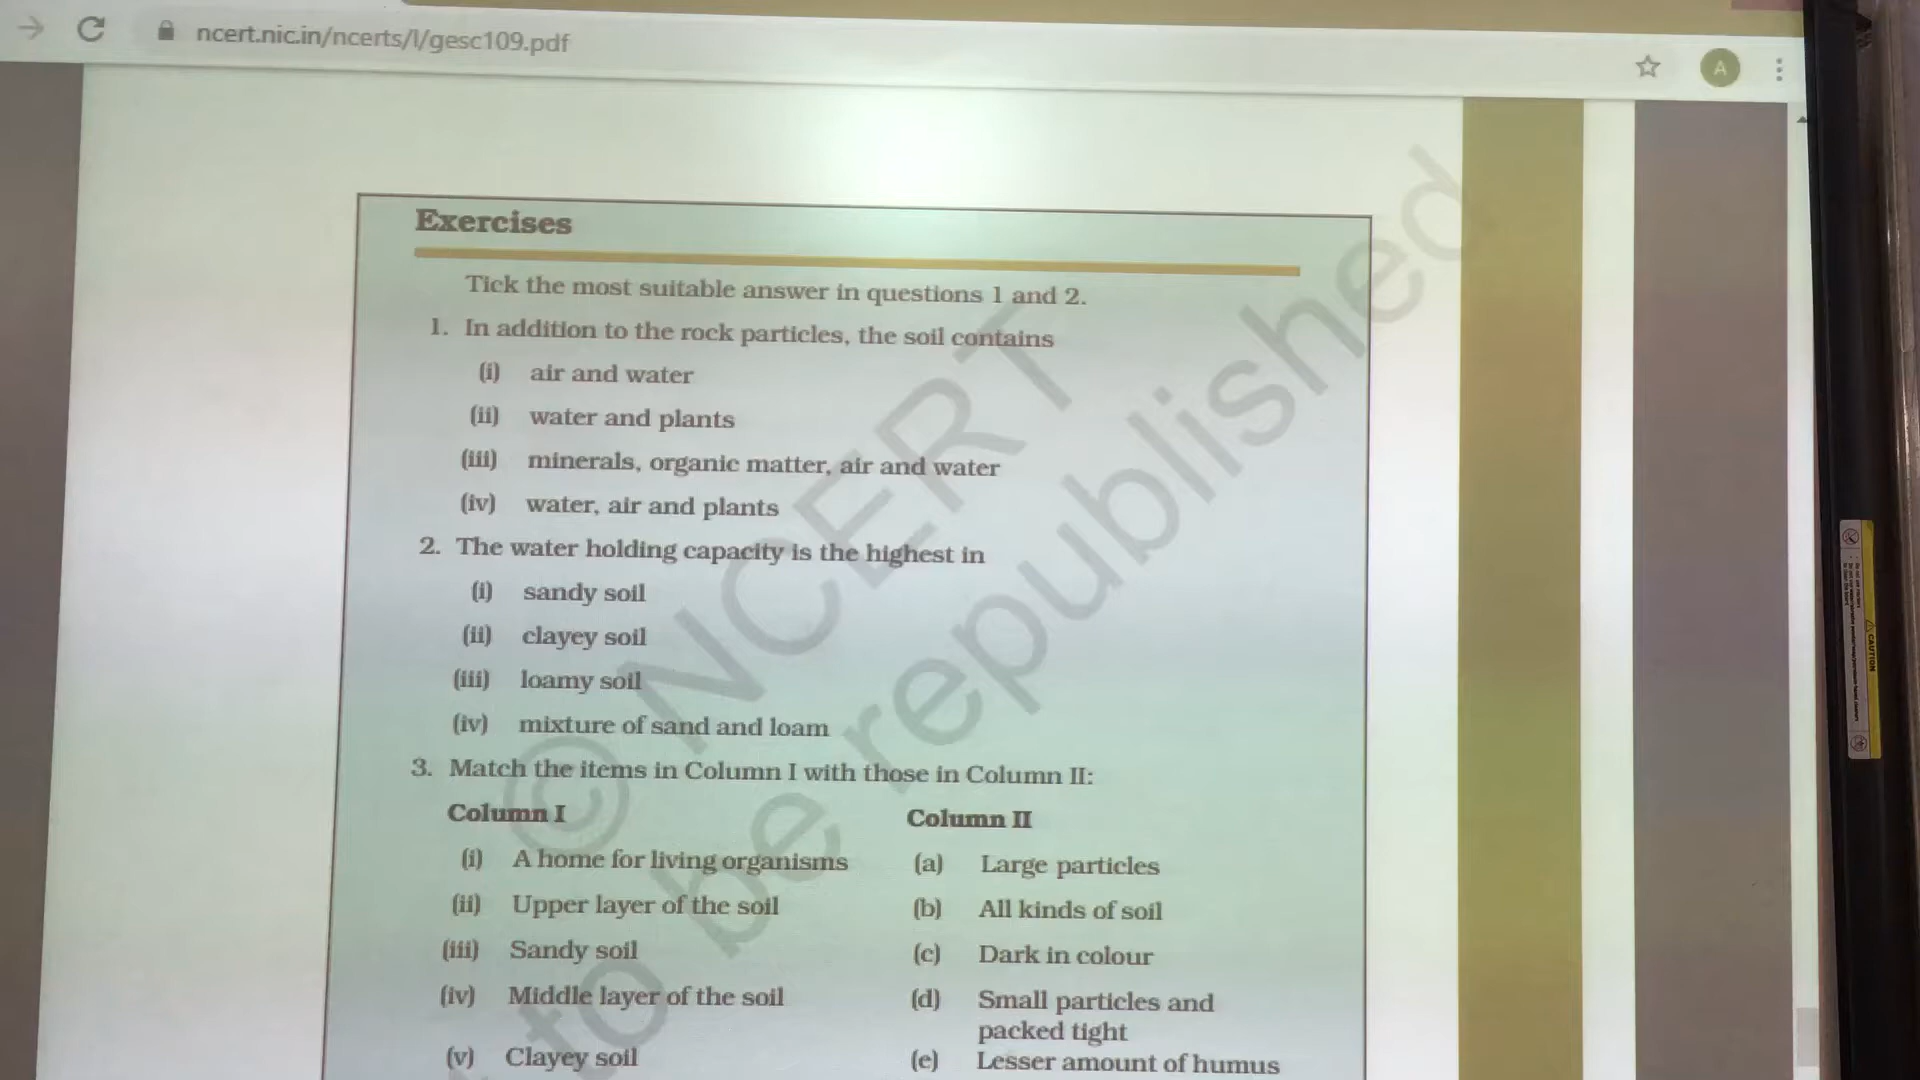 ncert.nic.in/ncerts/l/gesc109.pdf
A
Exercises
Tick the most suitable answer in questions 1 and 2.
1. In addition to the rock particles, the soil contains
(i) air and water
(ii) water and plants
(iii) minerals, organic matter, air and water
(iv) water, air and plants
2. The water holding capacity is the highest in
(i) sandy soil
(ii) clayey soil
(iii) loamy soil
(iv) mixture of sand and loam
3. Match the items in Column I with those in Column II:
Column I Column II
(i) A home for living organisms (a) Large particles
(ii) Upper layer of the soil (b) All kinds of soil
(iii) Sandy soil (c) Dark in colour
(iv) Middle layer of the soil (d) Small particles and
packed tight
(v) Clayey soil (e) Lesser amount of humus
© NCERT
to be republished
CAUTION